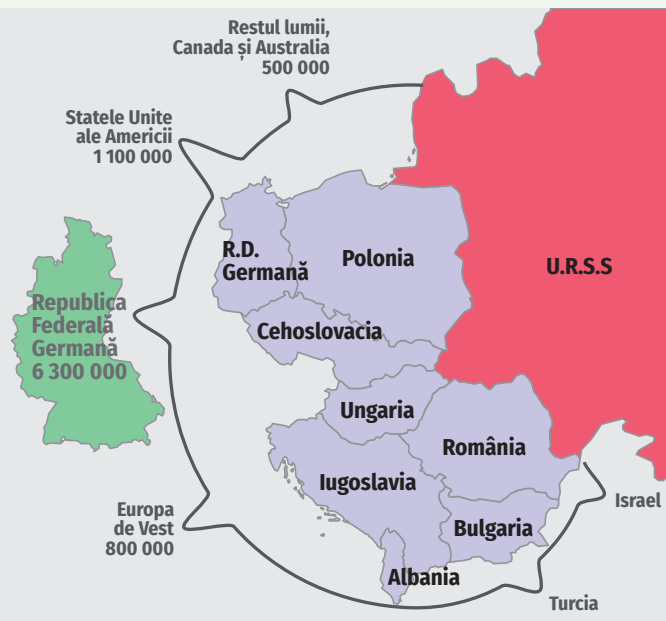 Restul lumii,
Canada și Australia
500 000
Statele Unite
ale Americii
1 100 000
R.D.
Germană
Polonia
U.R.S.S
Republica
Federală
Germană
6 300 000
Cehoslovacia
Ungaria
România
Iugoslavia
Israel
Europa
de Vest
800 000
Bulgaria
Albania
Turcia